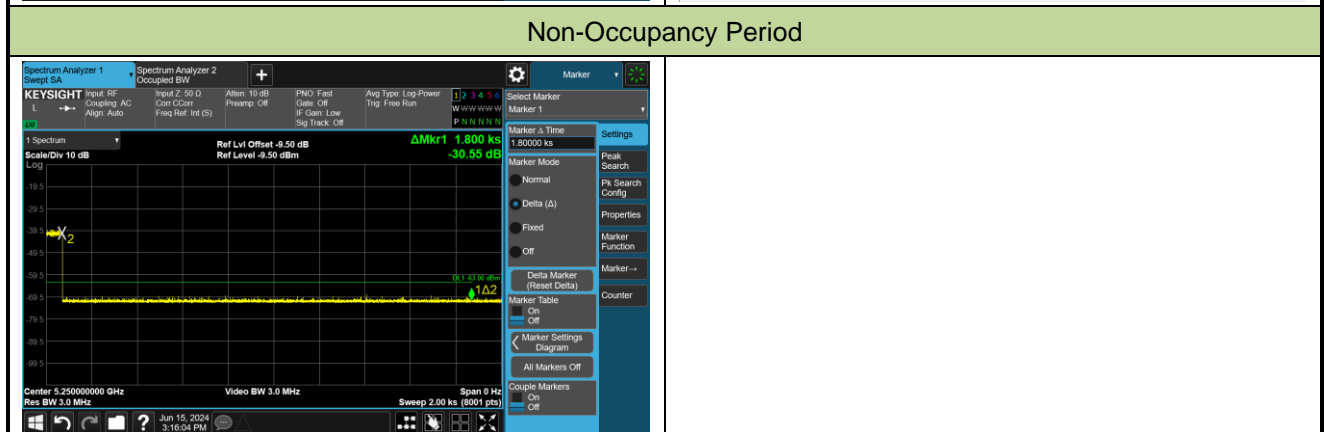 Non-Occupancy Period
Spectrum Analyzer 1
Swept SA
Spectrum Analyzer 2
Occupied BW
+
Marker
KEYSIGHT
L
Input: RF
Coupling: AC
Align: Auto
Input Z: 50 Ω
Corr CCorr
Freq Ref: Int (S)
Atten: 10 dB
Preamp: Off
PNO: Fast
Gate: Off
IF Gain: Low
Sig Track: Off
Avg Type: Log-Power
Trig: Free Run
1 2 3 4 5 6
W W W W W W
P N N N N N
Select Marker
Marker 1
1 Spectrum
Scale/Div 10 dB
Log
Ref Lvl Offset -9.50 dB
Ref Level -9.50 dBm
ΔMkr1 1.800 ks
-30.55 dB
-19.5
-29.5
-39.5
-49.5
-59.5
-69.5
-79.5
-89.5
-99.5
X2
DL1 -63.00 dBm
1Δ2
Center 5.250000000 GHz
Res BW 3.0 MHz
Video BW 3.0 MHz
Span 0 Hz
Sweep 2.00 ks (8001 pts)
Marker Δ Time
1.80000 ks
Marker Mode
Normal
Delta (Δ)
Fixed
Off
Delta Marker
(Reset Delta)
Marker Table
On
Off
Marker Settings
Diagram
All Markers Off
Couple Markers
On
Off
Settings
Peak
Search
Pk Search
Config
Properties
Marker
Function
Marker→
Counter
?
Jun 15, 2024
3:16:04 PM